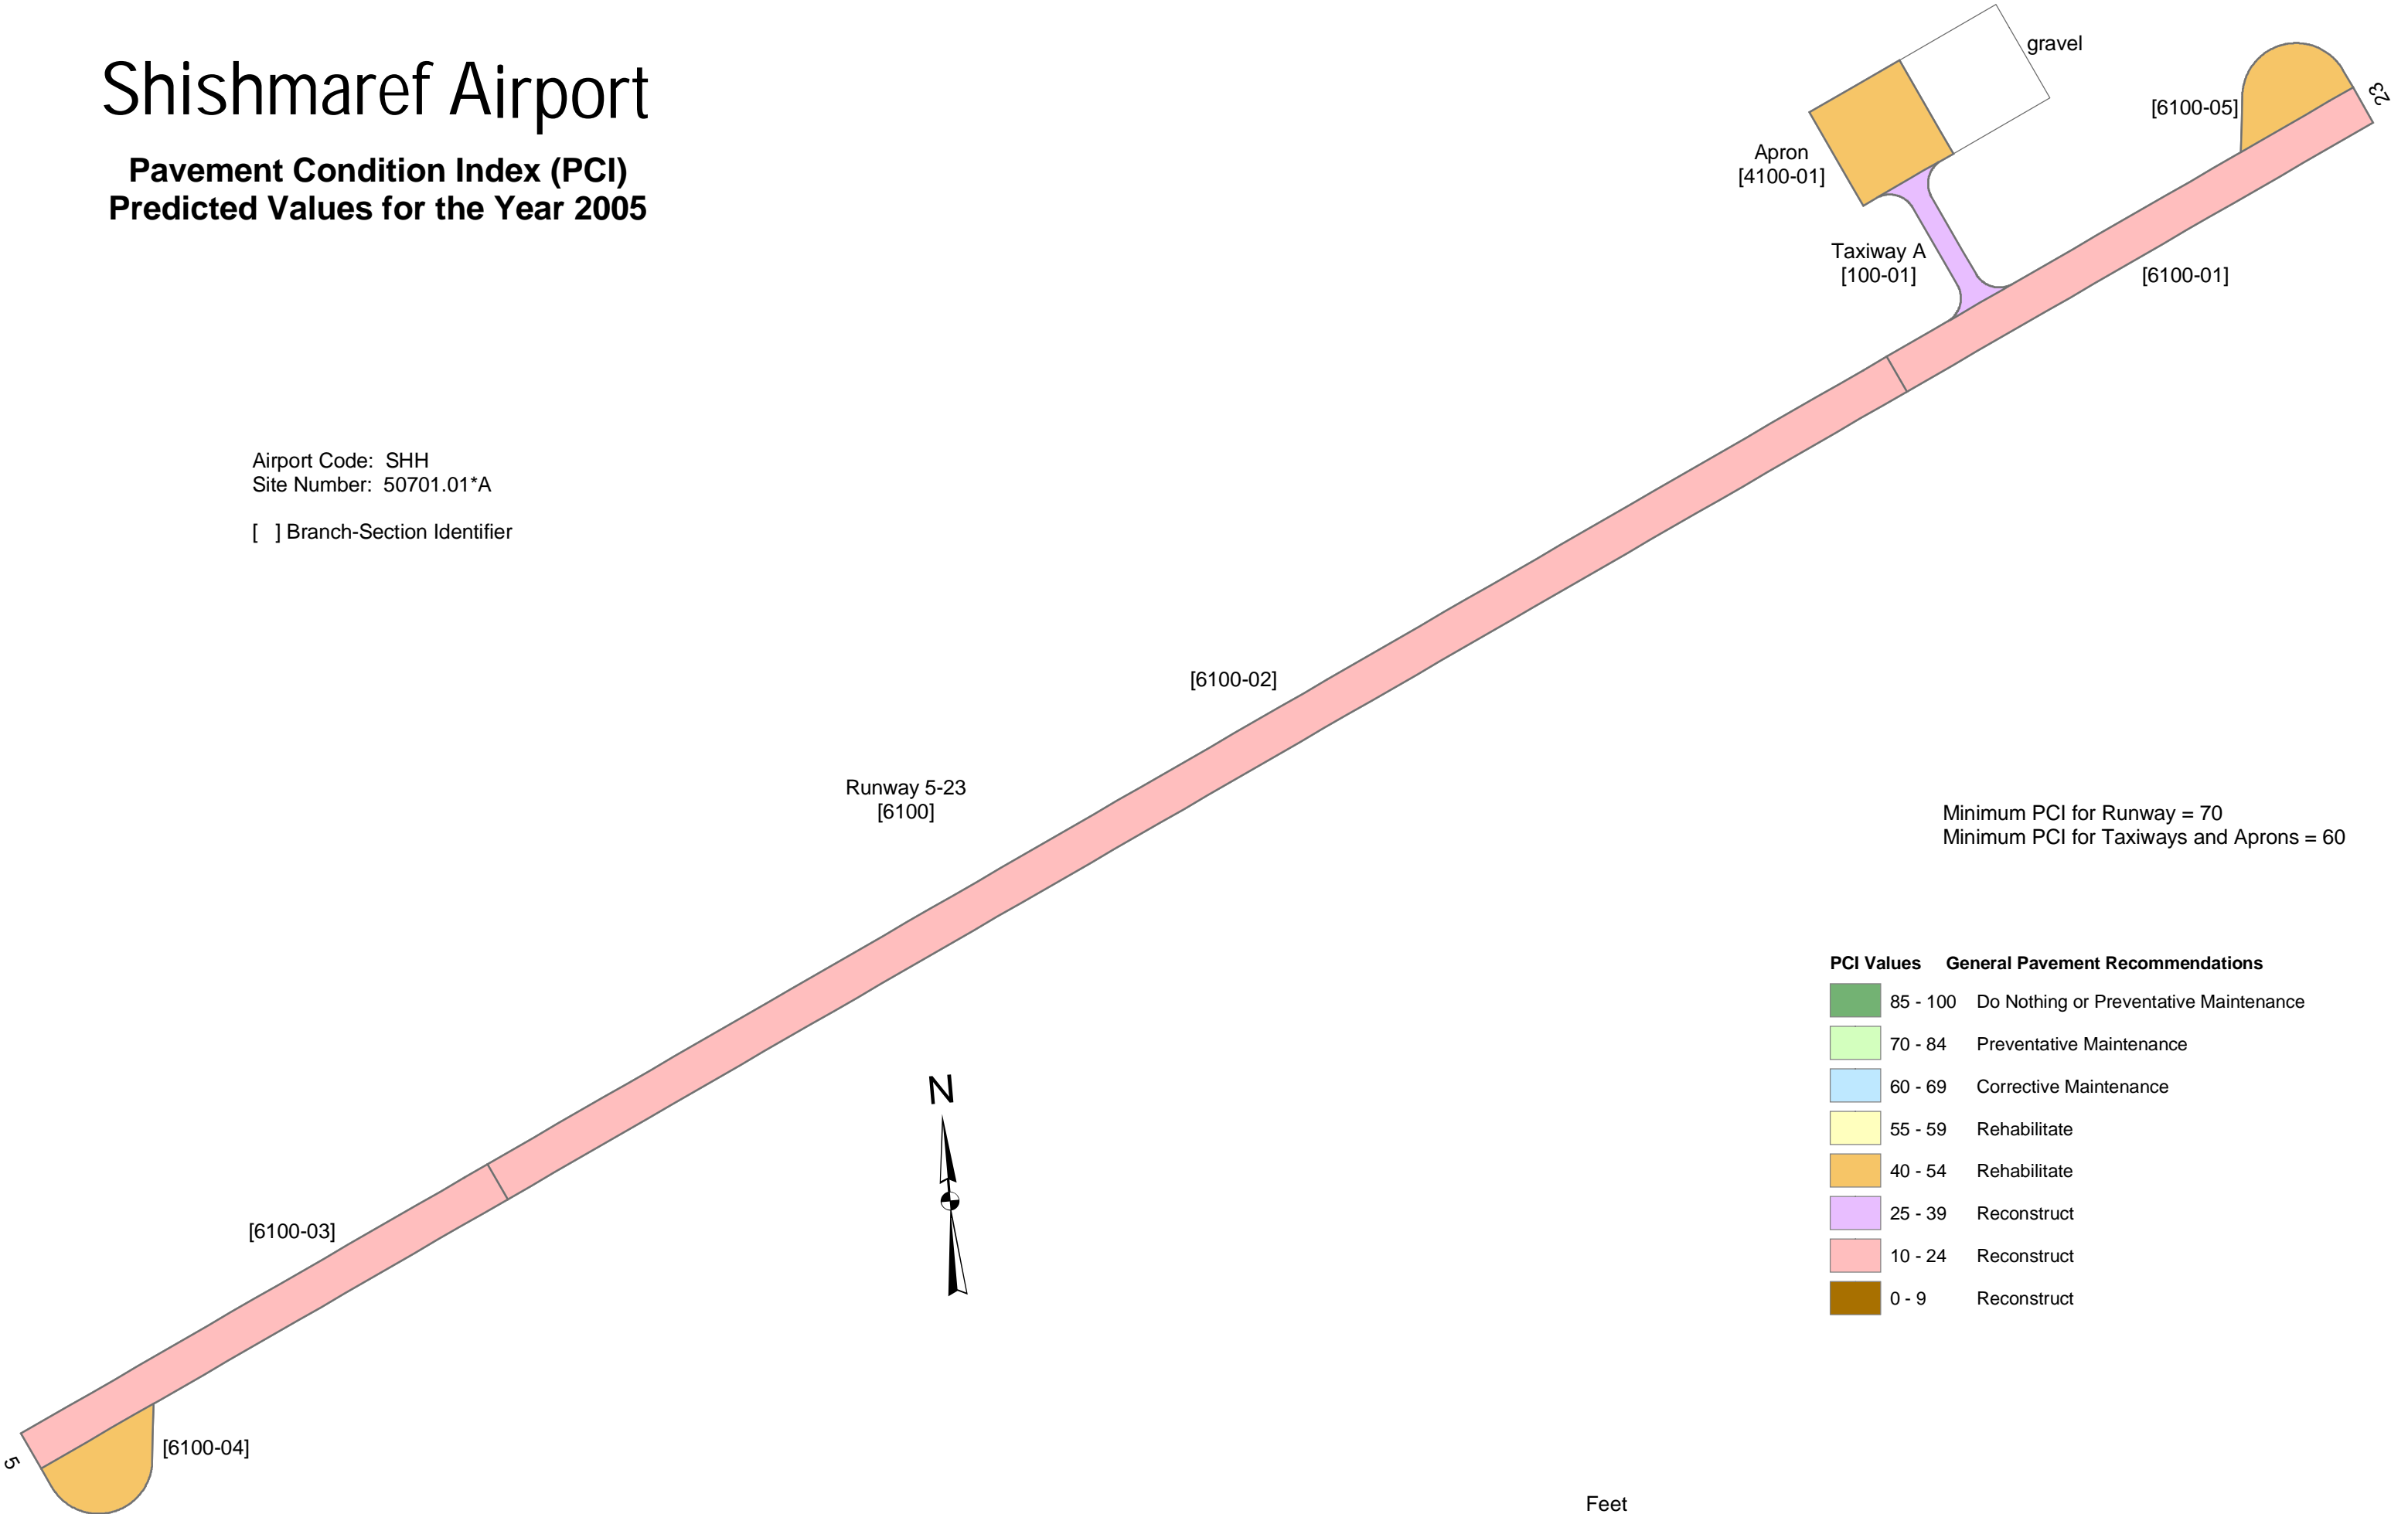 Shishmaref Airport
Pavement Condition Index (PCI)
Predicted Values for the Year 2005
gravel
23
[6100-05]
Apron
[4100-01]
Taxiway A
[100-01]
[6100-01]
Airport Code:  SHH
Site Number:  50701.01*A
[   ] Branch-Section Identifier
[6100-02]
Runway 5-23
[6100]
Minimum PCI for Runway = 70
Minimum PCI for Taxiways and Aprons = 60
PCI Values General Pavement Recommendations
85 - 100 Do Nothing or Preventative Maintenance
70 - 84 Preventative Maintenance
60 - 69 Corrective Maintenance
55 - 59 Rehabilitate
40 - 54 Rehabilitate
25 - 39 Reconstruct
10 - 24 Reconstruct
0 - 9 Reconstruct
N
[6100-03]
[6100-04]
5
Feet